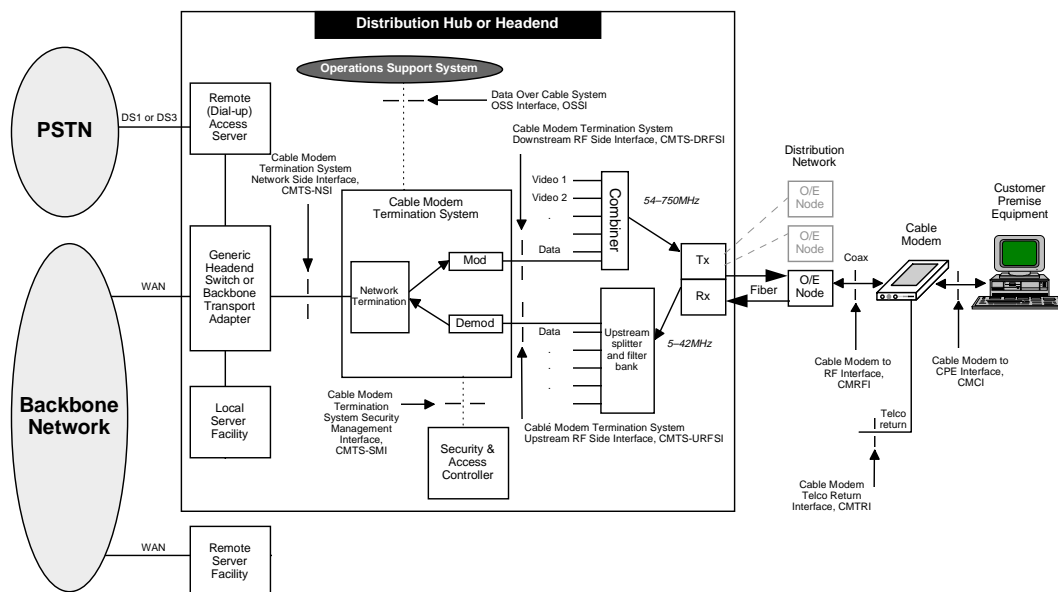 Distribution Hub or Headend
Operations Support System
PSTN
DS1 or DS3
Remote
(Dial-up)
Access
Server
Data Over Cable System
OSS Interface, OSSI
Cable Modem
Termination System
Network Side Interface,
CMTS-NSI
Cable Modem Termination System
Downstream RF Side Interface, CMTS-DRFSI
Cable Modem
Termination System
Video 1
Video 2
.
.
Data
Combiner
54–750MHz
Distribution
Network
O/E
Node
O/E
Node
O/E
Node
Customer
Premise
Equipment
Cable
Modem
Coax
Generic
Headend
Switch or
Backbone
Transport
Adapter
WAN
Network
Termination
Mod
Demod
Tx
Rx
Fiber
Data
.
.
.
.
Upstream
splitter
and filter
bank
5–42MHz
Cable Modem to
RF Interface,
CMRFI
Cable Modem to
CPE Interface,
CMCI
Backbone
Network
Local
Server
Facility
Cable Modem
Termination
System Security
Management
Interface,
CMTS-SMI
Security &
Access
Controller
Cable Modem Termination System
Upstream RF Side Interface, CMTS-URFSI
Telco
return
Cable Modem
Telco Return
Interface, CMTRI
WAN
Remote
Server
Facility